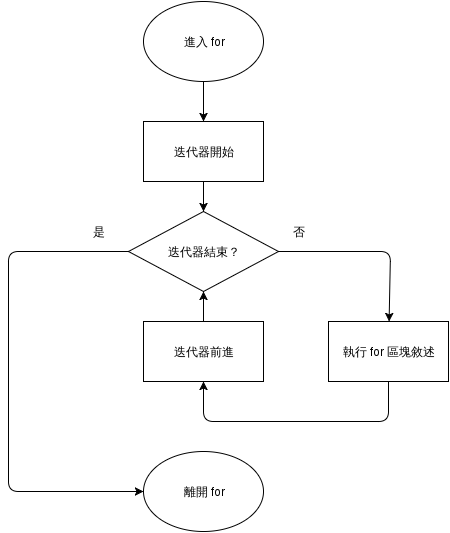 進入 for
迭代器開始
是
否
迭代器結束？
迭代器前進
執行 for 區塊敘述
離開 for